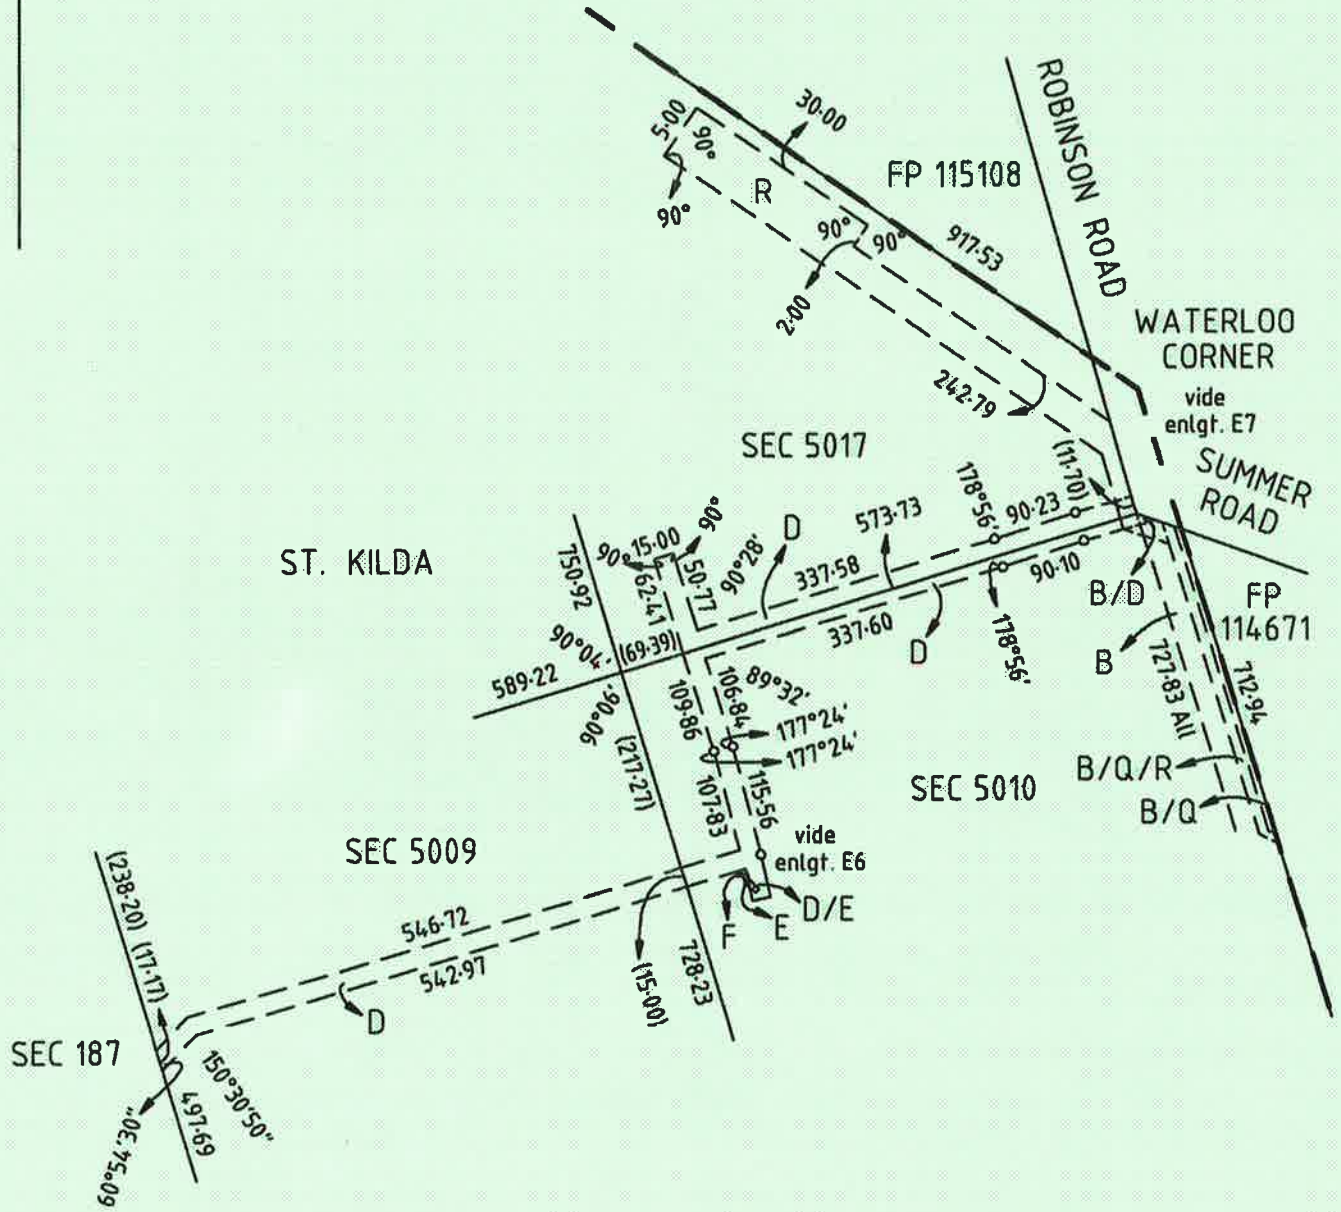 30·00
5·00
90°
R
90°
FP 115108
ROBINSON ROAD
90°
90°
917·53
2·00
WATERLOO
CORNER
vide
enlgt. E7
242·79
SEC 5017
SUMMER
ROAD
(11·70)
178°56'
90·23
573·73
D
337·58
90°
15·00
90°
50·77
90°28'
62·41
ST. KILDA
750·92
90·10
B/D
FP
114671
B
178°56'
D
337·60
727·83 All
712·94
90°04'
(69·39)
589·22
90°06'
109·86
106·84
89°32'
177°24'
177°24'
(217·27)
107·83
115·56
SEC 5010
B/Q/R
B/Q
vide
enlgt. E6
D/E
E
F
SEC 5009
546·72
542·97
(15·00)
728·23
D
(238·20)
(17·17)
SEC 187
150°30'50"
60°54'30"
497·69